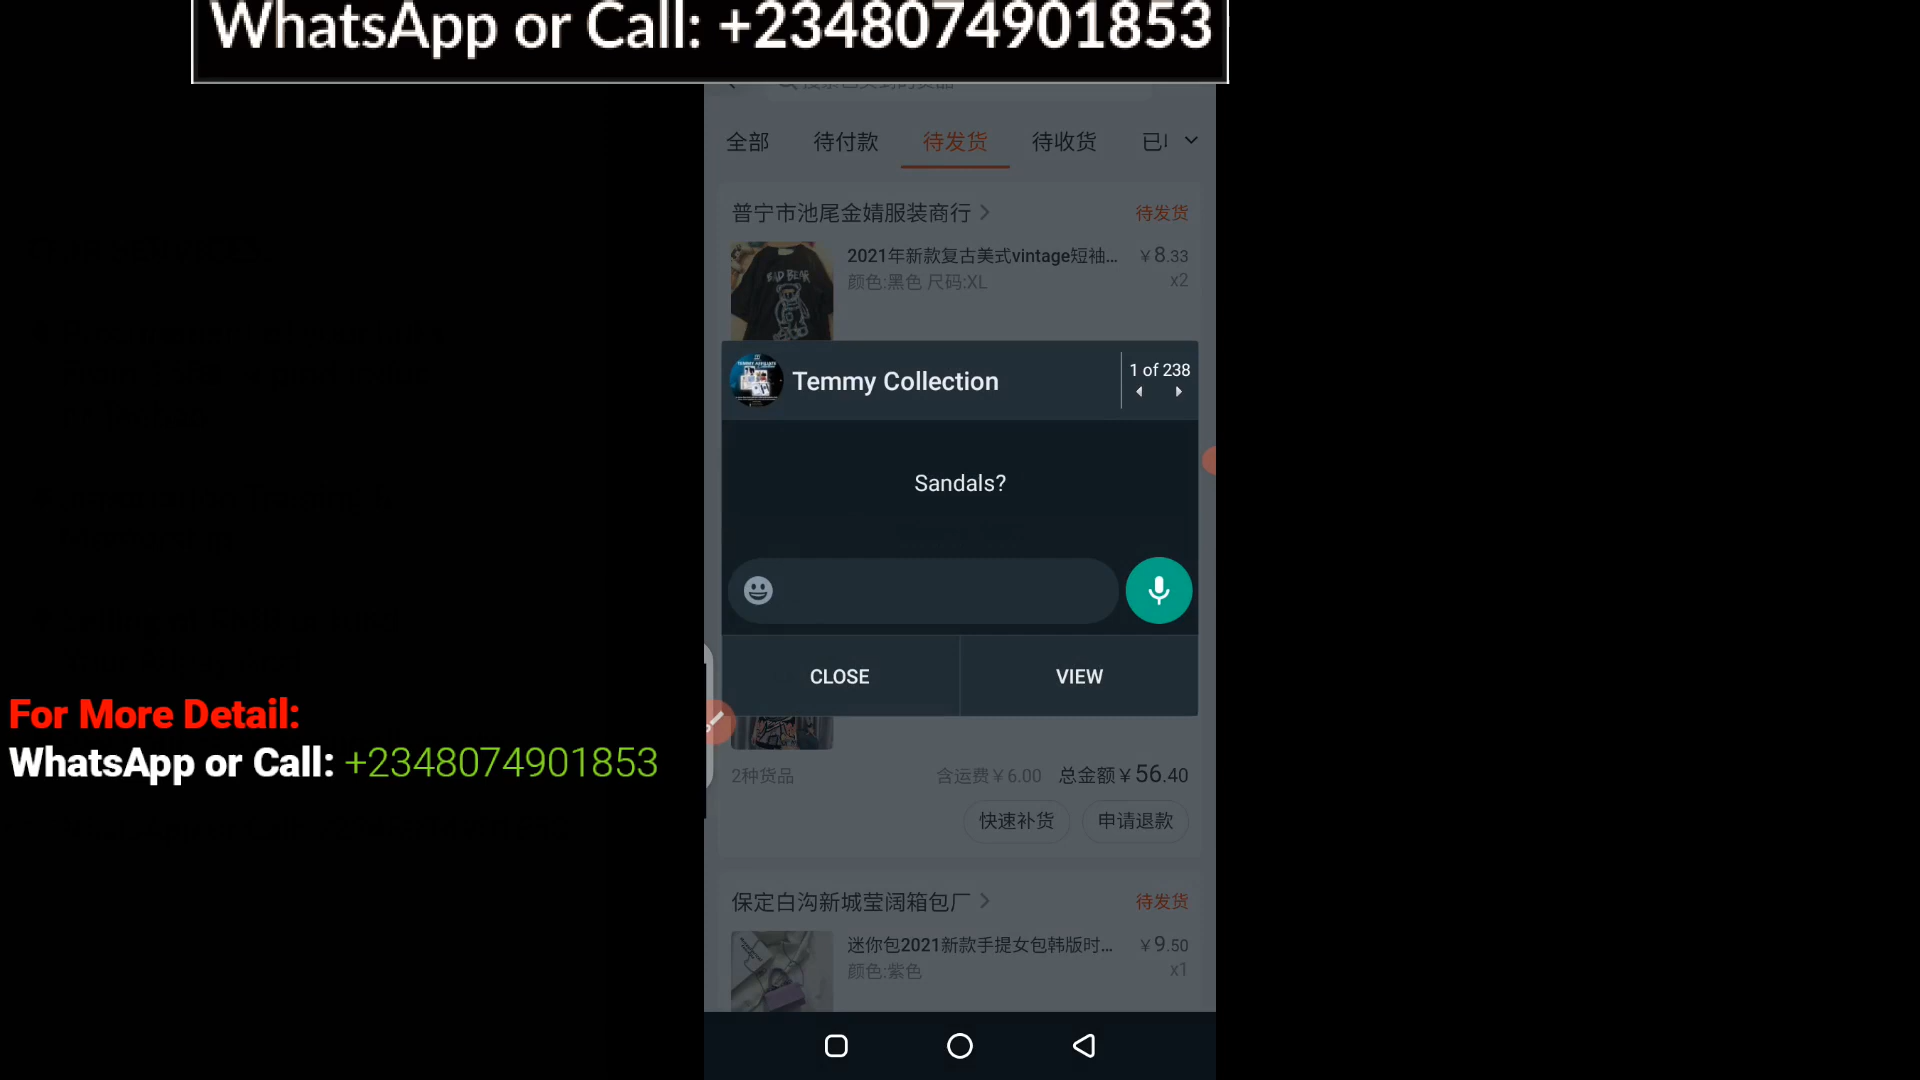 WhatsApp or Call: +2348074901853
全部 待付款 待发货 待收货
普宁市池尾金婧服装商行 待发货
2021年新款复古美式vintage短袖... ￥8.33
颜色:黑色 尺码:XL x2
BAD BEAR
Temmy Collection 1 of 238
Sandals?
CLOSE VIEW
For More Detail:
WhatsApp or Call: +2348074901853
2种货品 含运费￥6.00 总金额￥56.40
快速补货 申请退款
保定白沟新城莹阔箱包厂 待发货
迷你包2021新款手提女包韩版时... ￥9.50
颜色:紫色 x1